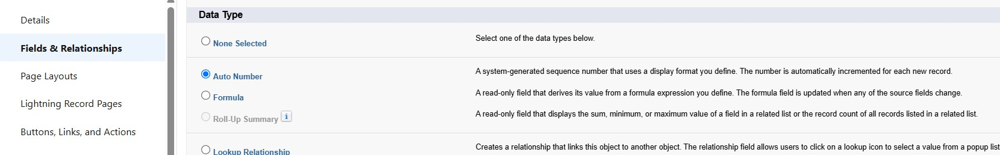 Details
Fields & Relationships
Page Layouts
Lightning Record Pages
Buttons, Links, and Actions
Data Type
None Selected
Select one of the data types below.
Auto Number
A system-generated sequence number that uses a display format you define. The number is automatically incremented for each new record.
Formula
A read-only field that derives its value from a formula expression you define. The formula field is updated when any of the source fields change.
Roll-Up Summary i
A read-only field that displays the sum, minimum, or maximum value of a field in a related list or the record count of all records listed in a related list.
Lookup Relationship
Creates a relationship that links this object to another object. The relationship field allows users to click on a lookup icon to select a value from a popup list